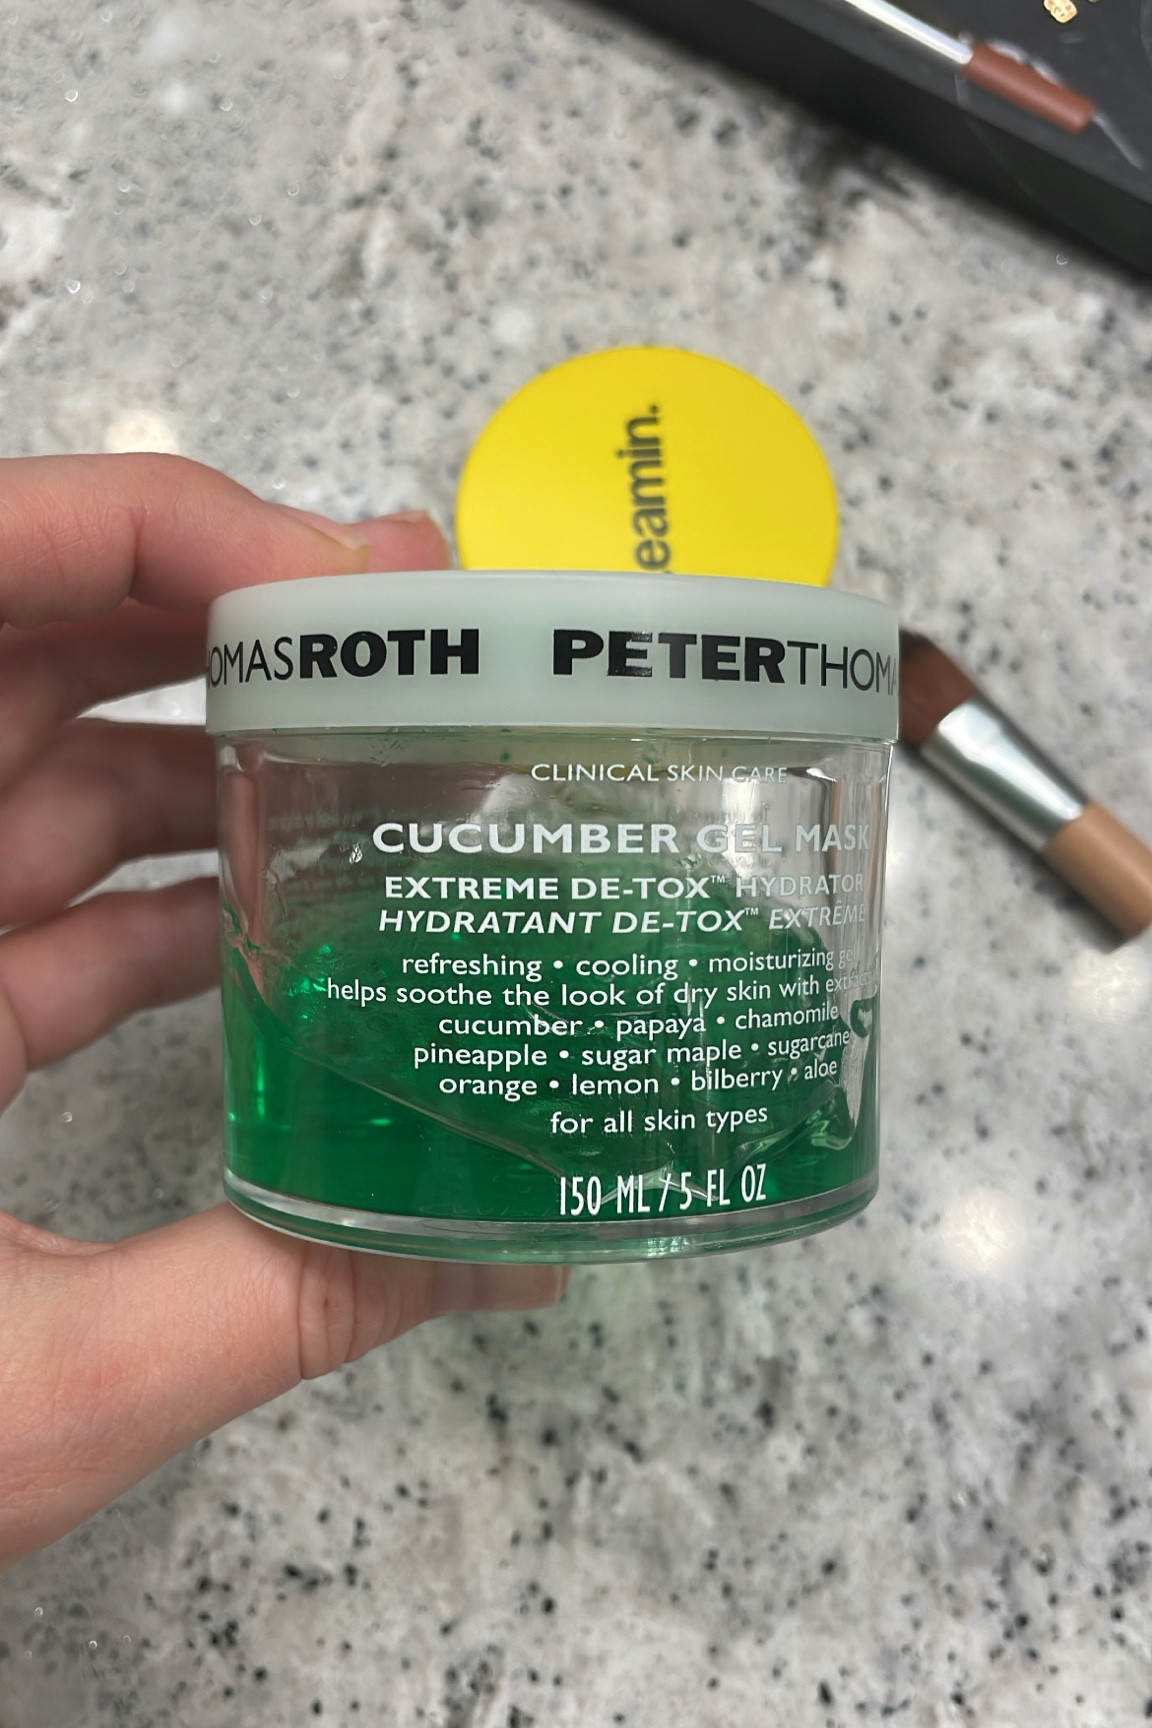 eamin.
OMASROTH PETERTHOMA
CLINICAL SKIN CARE
CUCUMBER GEL MASK
EXTREME DE-TOX™ HYDRATOR
HYDRATANT DE-TOX™ EXTRÊME
refreshing • cooling • moisturizing
helps soothe the look of dry skin with
cucumber • papaya • chamomile
pineapple • sugar maple • sugarcane
orange • lemon • bilberry • aloe
for all skin types
150 ML / 5 FL OZ